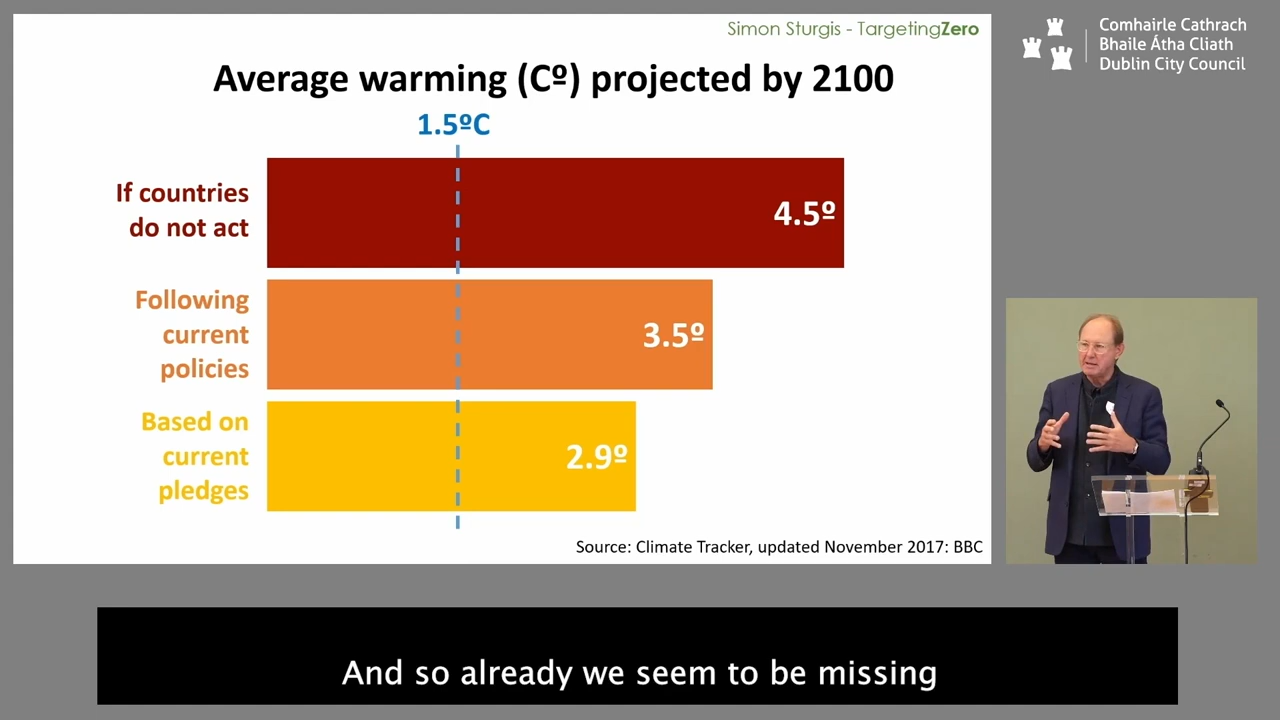 Simon Sturgis - TargetingZero
Average warming (Cº) projected by 2100
1.5ºC
If countries
do not act
4.5º
Following
current
policies
3.5º
Based on
current
pledges
2.9º
Source: Climate Tracker, updated November 2017: BBC
Comhairle Cathrach
Bhaile Átha Cliath
Dublin City Council
And so already we seem to be missing